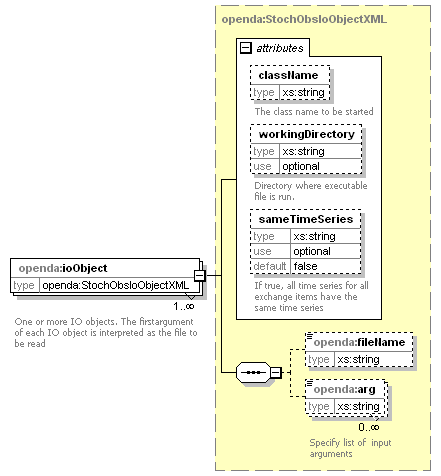 openda:StochObsIoObjectXML
attributes
className
type xs:string
The class name to be started
workingDirectory
type xs:string
use optional
Directory where executable
file is run.
sameTimeSeries
type xs:string
use optional
default false
If true, all time series for all
exchange items have the
same time series
openda:ioObject
type openda:StochObsIoObjectXML
1..∞
One or more IO objects. The firstargument
of each IO object is interpreted as the file to
be read
openda:fileName
type xs:string
openda:arg
type xs:string
0..∞
Specify list of input
arguments